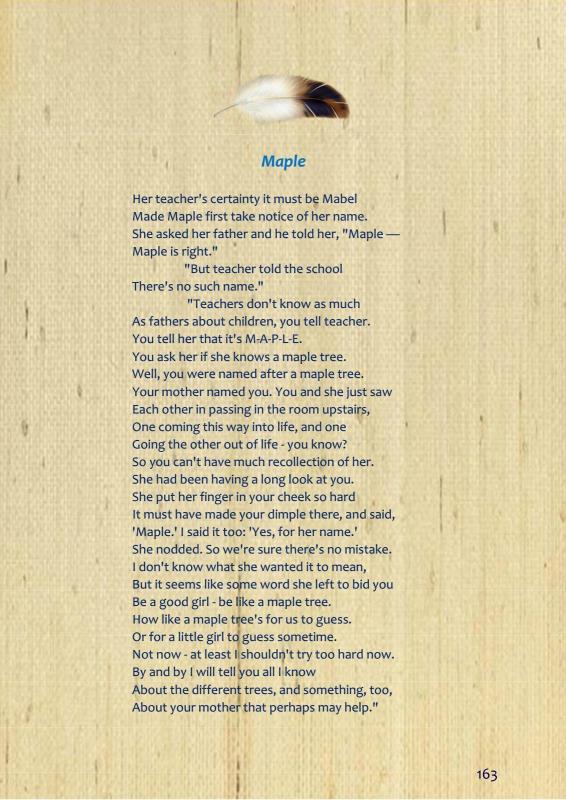 Maple
Her teacher's certainty it must be Mabel
Made Maple first take notice of her name.
She asked her father and he told her, "Maple —
Maple is right."
"But teacher told the school
There's no such name."
"Teachers don't know as much
As fathers about children, you tell teacher.
You tell her that it's M-A-P-L-E.
You ask her if she knows a maple tree.
Well, you were named after a maple tree.
Your mother named you. You and she just saw
Each other in passing in the room upstairs,
One coming this way into life, and one
Going the other out of life - you know?
So you can't have much recollection of her.
She had been having a long look at you.
She put her finger in your cheek so hard
It must have made your dimple there, and said,
'Maple.' I said it too: 'Yes, for her name.'
She nodded. So we're sure there's no mistake.
I don't know what she wanted it to mean,
But it seems like some word she left to bid you
Be a good girl - be like a maple tree.
How like a maple tree's for us to guess.
Or for a little girl to guess sometime.
Not now - at least I shouldn't try too hard now.
By and by I will tell you all I know
About the different trees, and something, too,
About your mother that perhaps may help."
163